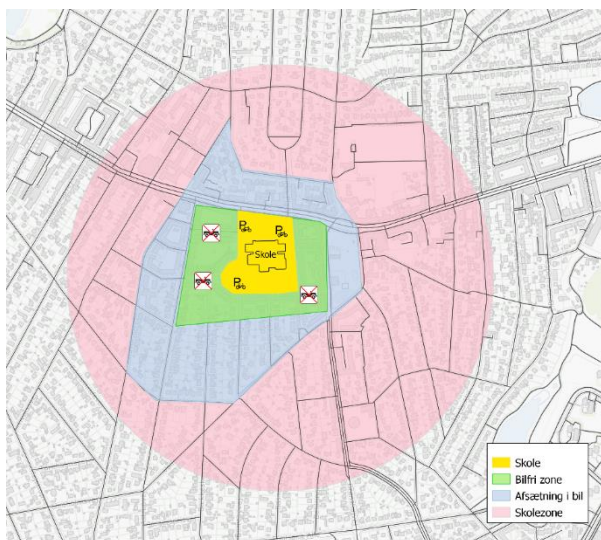 P
P
Skole
P
Skole
Bilfri zone
Afsætning i bil
Skolezone